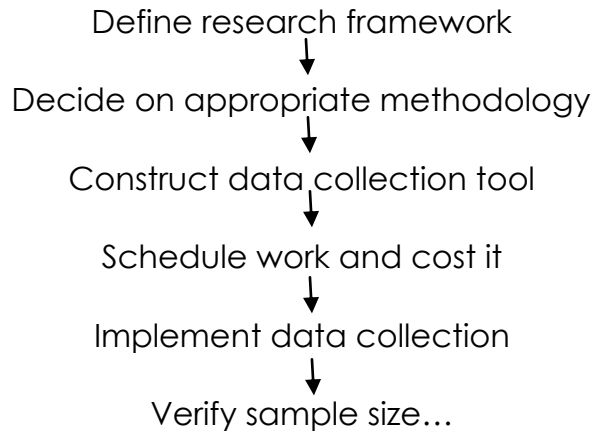 Define research framework
Decide on appropriate methodology
Construct data collection tool
Schedule work and cost it
Implement data collection
Verify sample size…